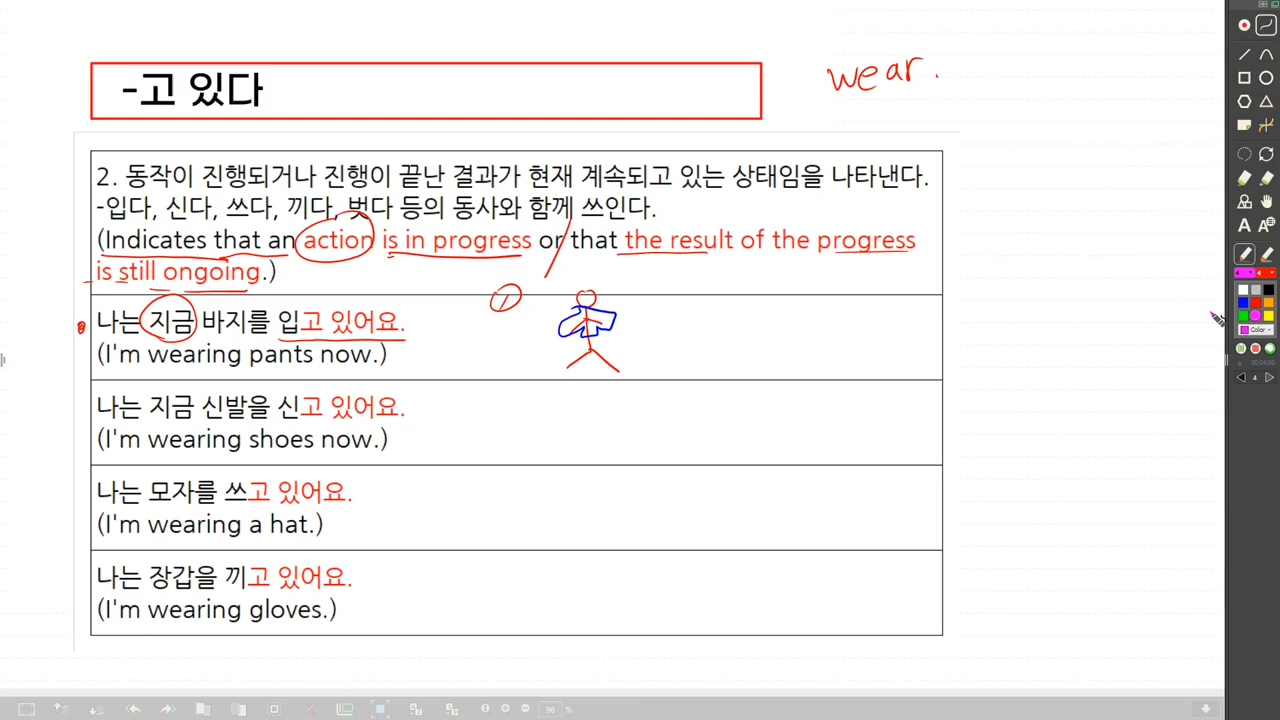 -고 있다
wear.
2. 동작이 진행되거나 진행이 끝난 결과가 현재 계속되고 있는 상태임을 나타낸다.
-입다, 신다, 쓰다, 끼다, 벗다 등의 동사와 함께 쓰인다.
(Indicates that an action is in progress or that the result of the progress
is still ongoing.)
나는 지금 바지를 입고 있어요.
(I'm wearing pants now.)
①
나는 지금 신발을 신고 있어요.
(I'm wearing shoes now.)
나는 모자를 쓰고 있어요.
(I'm wearing a hat.)
나는 장갑을 끼고 있어요.
(I'm wearing gloves.)
A
Color
4
96 %